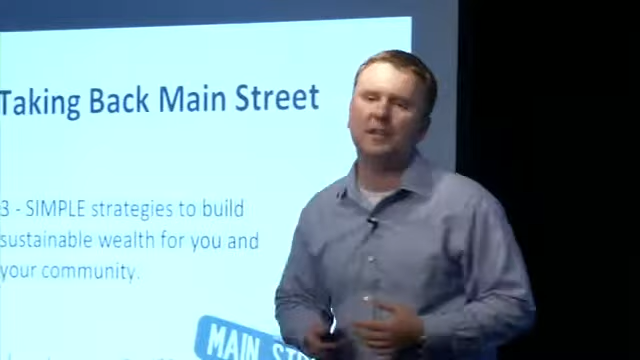 Taking Back Main Street
3 - SIMPLE strategies to build
sustainable wealth for you and
your community.
MAIN